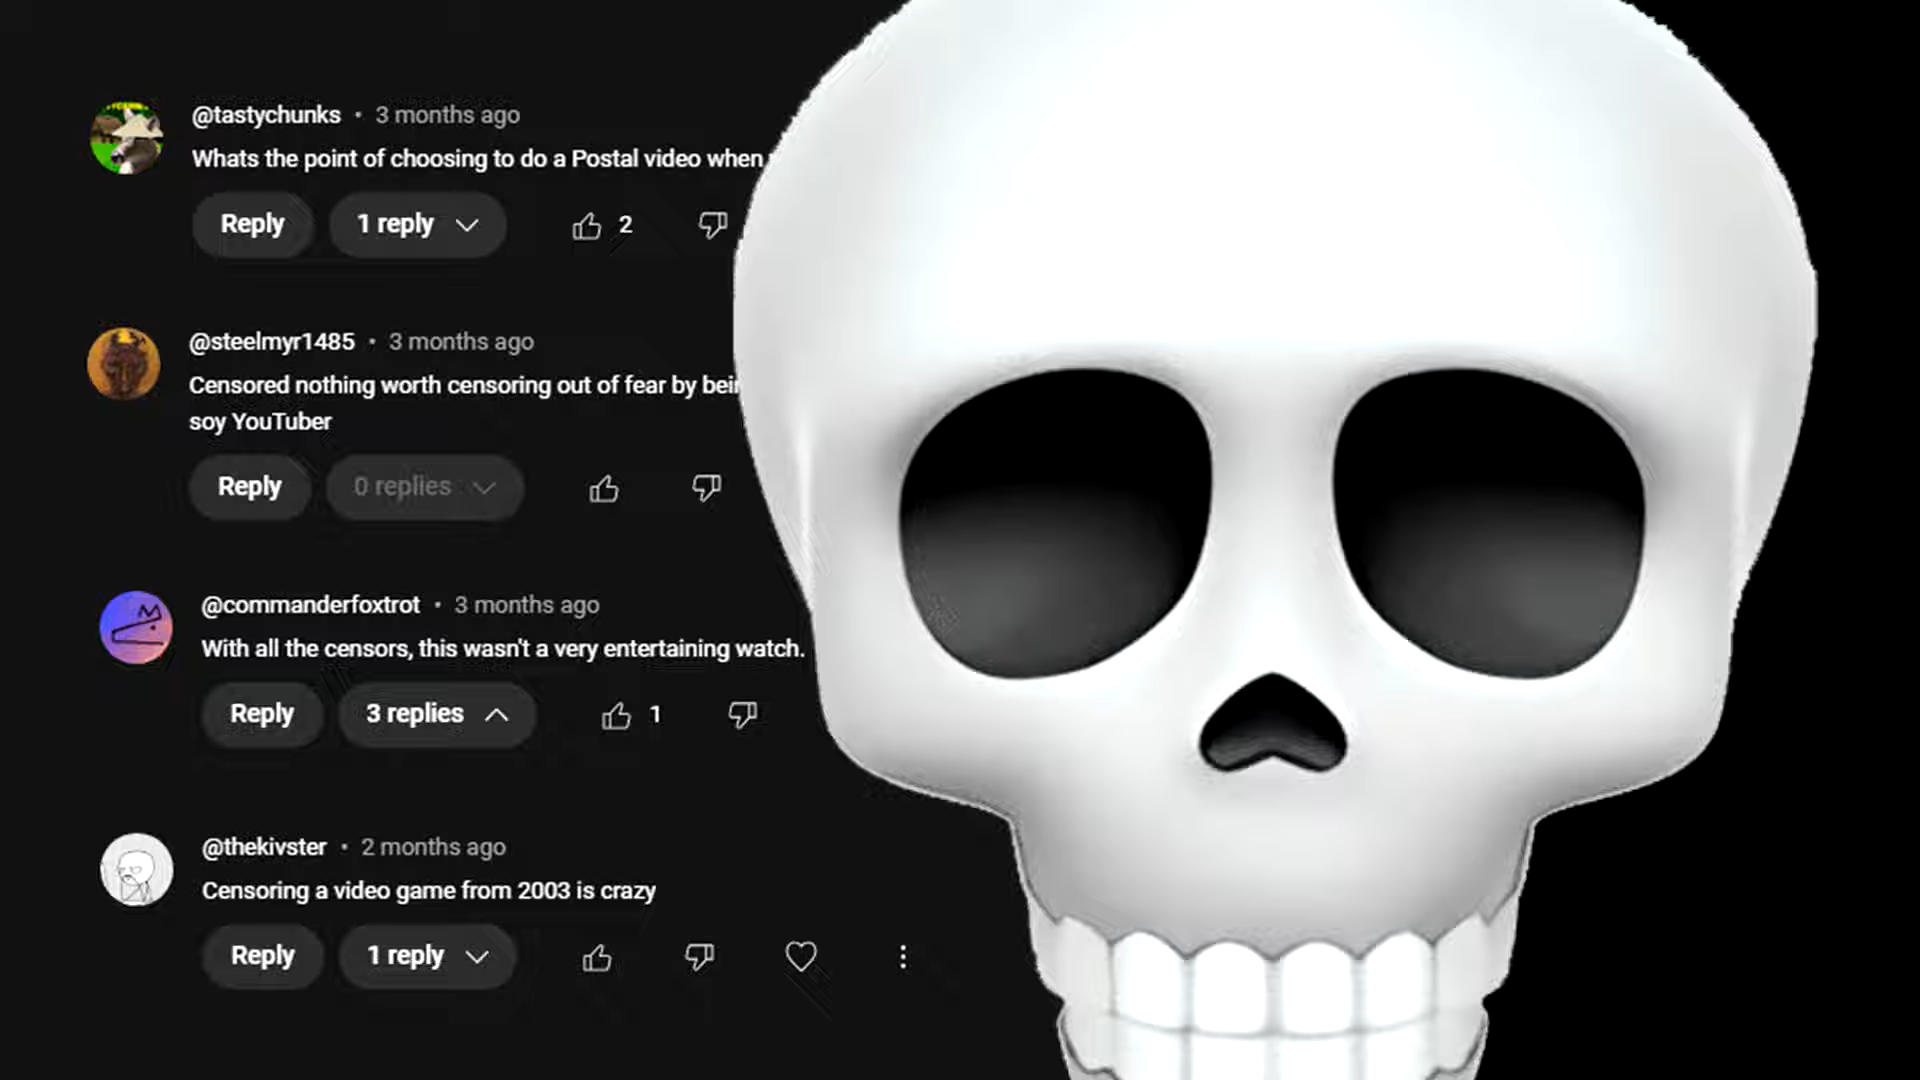 @tastychunks • 3 months ago
Whats the point of choosing to do a Postal video when
Reply 1 reply 2
@steelmyr1485 • 3 months ago
Censored nothing worth censoring out of fear by
soy YouTuber
Reply 0 replies
@commanderfoxtrot • 3 months ago
With all the censors, this wasn't a very entertaining watch.
Reply 3 replies 1
@thekivster • 2 months ago
Censoring a video game from 2003 is crazy
Reply 1 reply